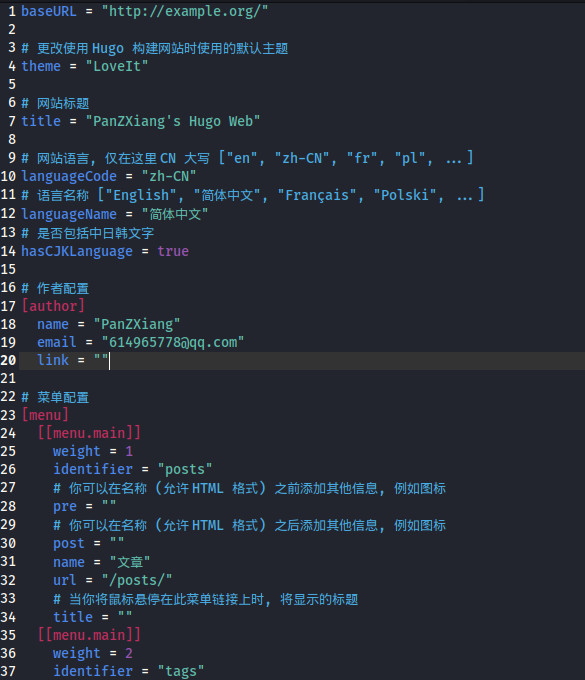 1 baseURL = "http://example.org/"
2
3 # 更改使用 Hugo 构建网站时使用的默认主题
4 theme = "LoveIt"
5
6 # 网站标题
7 title = "PanZXiang's Hugo Web"
8
9 # 网站语言, 仅在这里 CN 大写 ["en", "zh-CN", "fr", "pl", ...]
10 languageCode = "zh-CN"
11 # 语言名称 ["English", "简体中文", "Français", "Polski", ...]
12 languageName = "简体中文"
13 # 是否包括中日韩文字
14 hasCJKLanguage = true
15
16 # 作者配置
17 [author]
18   name = "PanZXiang"
19   email = "614965778@qq.com"
20   link = ""
21
22 # 菜单配置
23 [menu]
24   [[menu.main]]
25     weight = 1
26     identifier = "posts"
27     # 你可以在名称 (允许 HTML 格式) 之前添加其他信息, 例如图标
28     pre = ""
29     # 你可以在名称 (允许 HTML 格式) 之后添加其他信息, 例如图标
30     post = ""
31     name = "文章"
32     url = "/posts/"
33     # 当你将鼠标悬停在此菜单链接上时, 将显示的标题
34     title = ""
35   [[menu.main]]
36     weight = 2
37     identifier = "tags"